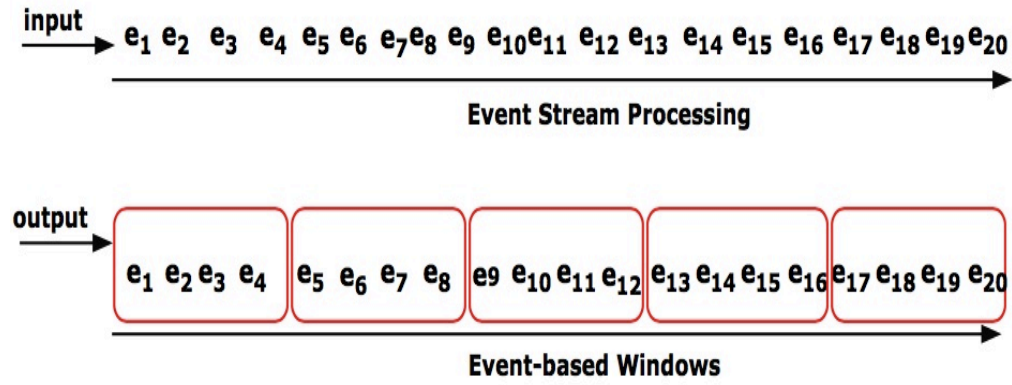 input
e₁ e₂ e₃ e₄ e₅ e₆ e₇e₈ e₉ e₁₀e₁₁ e₁₂ e₁₃ e₁₄ e₁₅ e₁₆ e₁₇ e₁₈ e₁₉ e₂₀
Event Stream Processing
output
e₁ e₂ e₃ e₄ e₅ e₆ e₇ e₈ e9 e₁₀ e₁₁ e₁₂ e₁₃ e₁₄ e₁₅ e₁₆ e₁₇ e₁₈ e₁₉ e₂₀
Event-based Windows